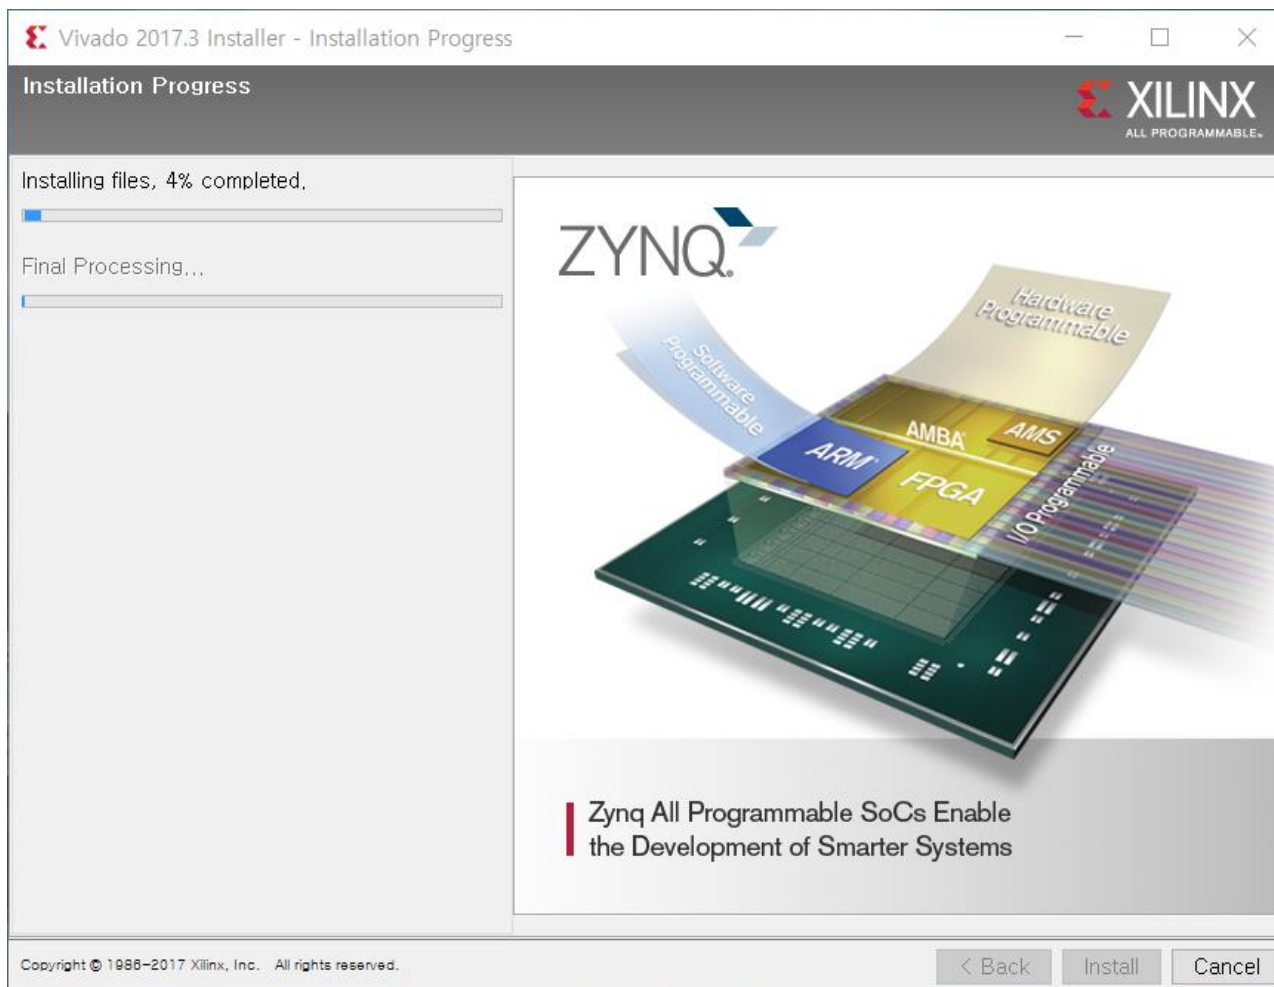 Vivado 2017.3 Installer - Installation Progress
Installation Progress
XILINX
ALL PROGRAMMABLE™
Installing files, 4% completed.
Final Processing...
ZYNQ®
Hardware
Programmable
Software
Programmable
AMBA®
AMS
ARM®
FPGA
I/O Programmable
Zynq All Programmable SoCs Enable
the Development of Smarter Systems
Copyright © 1986-2017 Xilinx, Inc. All rights reserved.
< Back
Install
Cancel